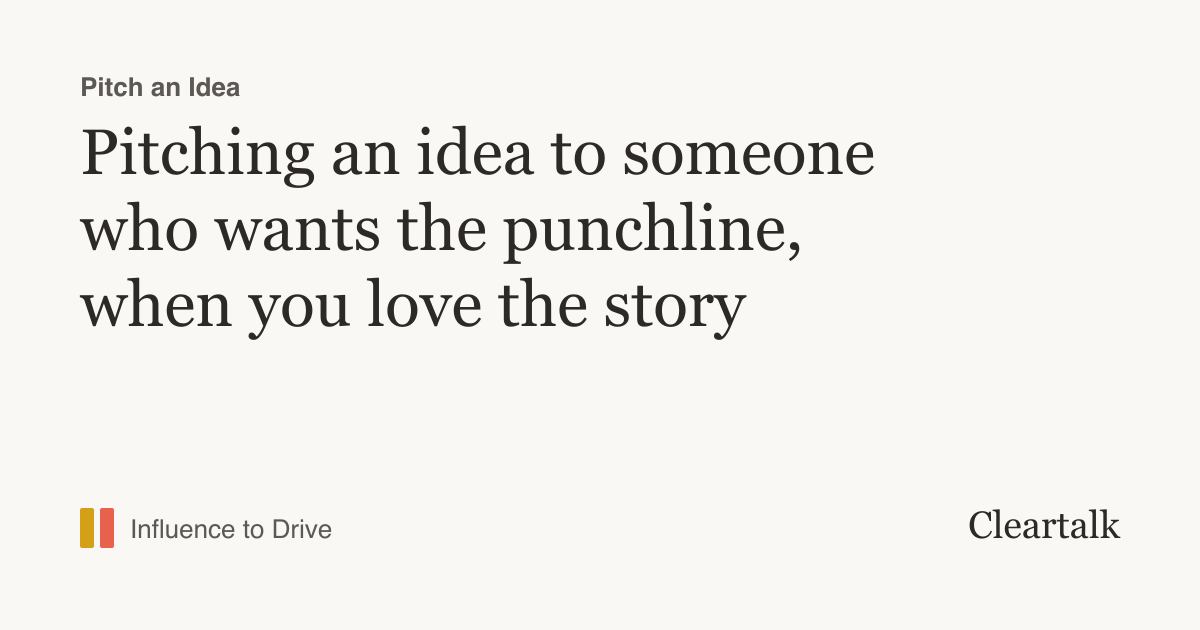 Pitch an Idea
Pitching an idea to someone
who wants the punchline,
when you love the story
Influence to Drive
Cleartalk